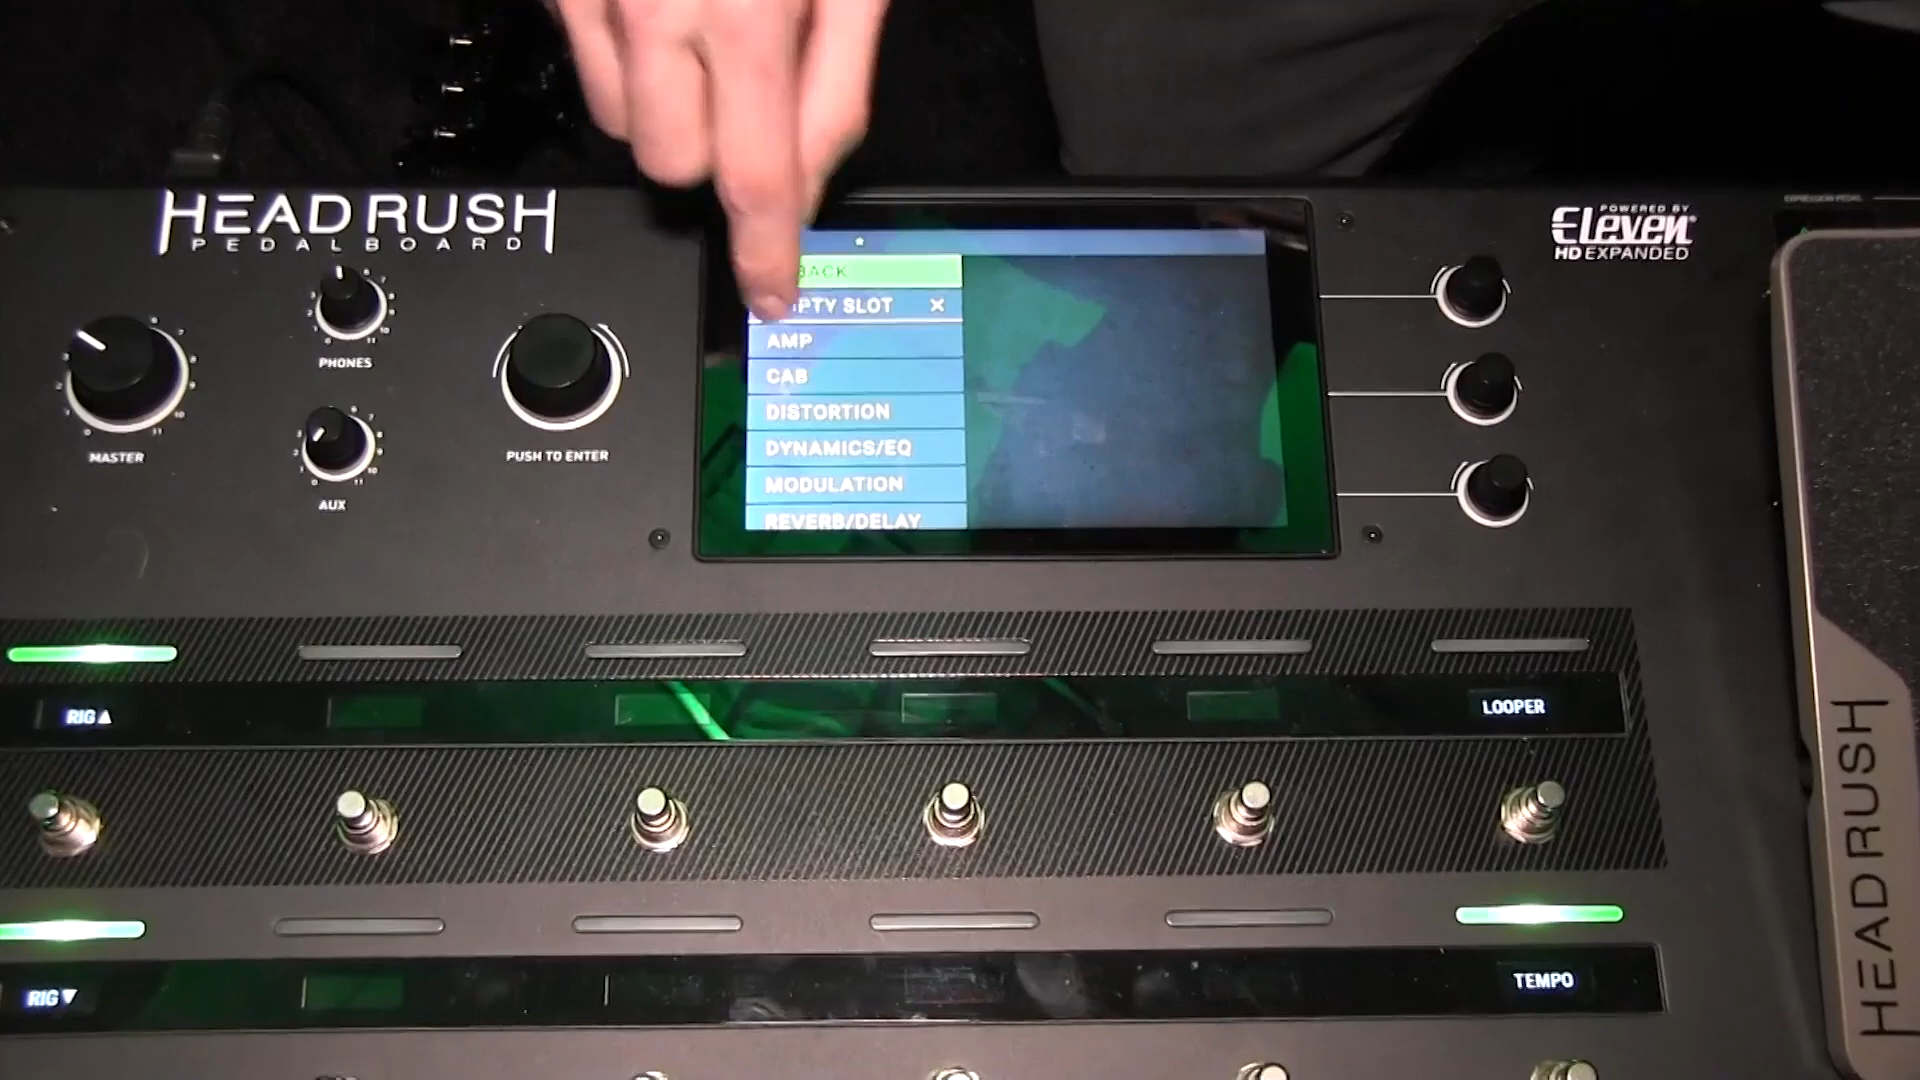 HEADRUSH
PEDALBOARD
PHONES
MASTER
AUX
PUSH TO ENTER
BACK
PTY SLOT ×
AMP
CAB
DISTORTION
DYNAMICS/EQ
MODULATION
REVERB/DELAY
POWERED BY
Eleven
HD EXPANDED
RIG▲
LOOPER
RIG▼
TEMPO
HEADRUSH